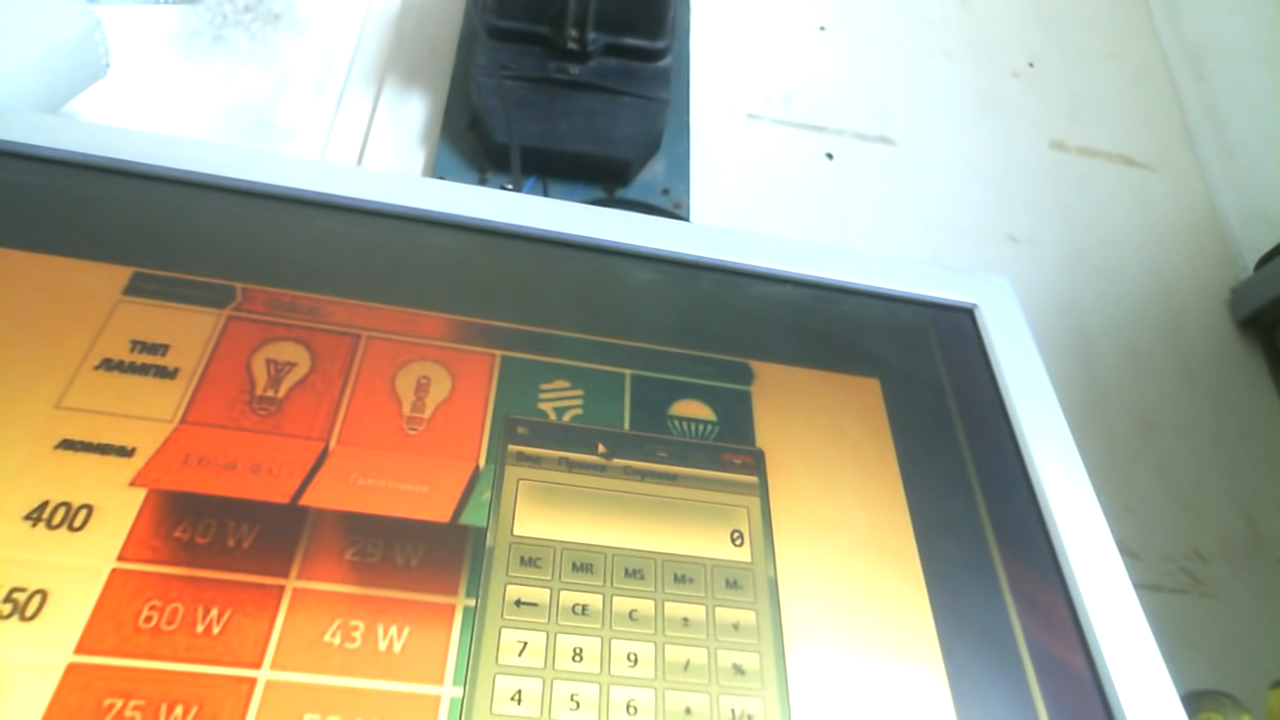 ТИП
ЛАМПЫ
ЛЮМЕНЫ
400
40 W
29 W
50
60 W
43 W
75 W
Вид Правка Справка
0
MC MR MS M+ M-
← CE C ± √
7 8 9 / %
4 5 6 * 1/x